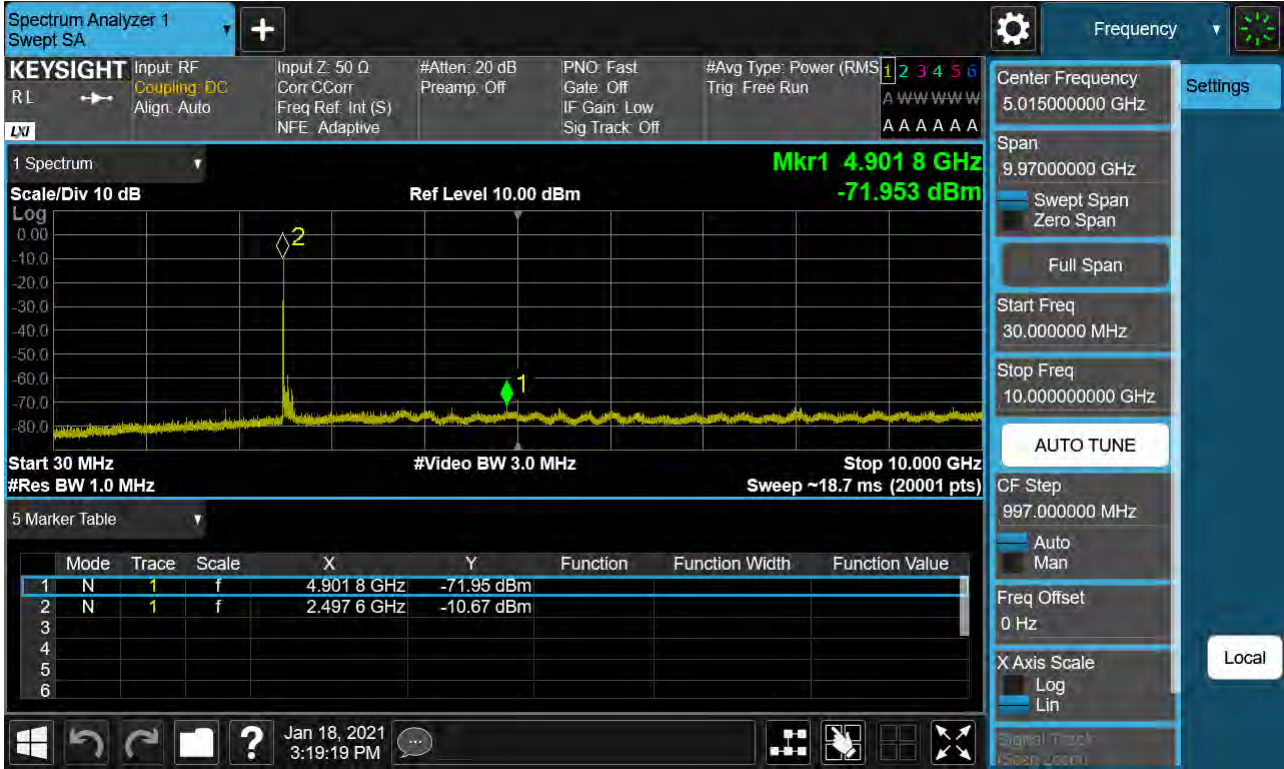 Spectrum Analyzer 1
Swept SA
+
Frequency
KEYSIGHT
RL
LXI
Input: RF
Coupling: DC
Align: Auto
Input Z: 50 Ω
Corr CCorr
Freq Ref: Int (S)
NFE: Adaptive
#Atten: 20 dB
Preamp: Off
PNO: Fast
Gate: Off
IF Gain: Low
Sig Track: Off
#Avg Type: Power (RMS
Trig: Free Run
1 2 3 4 5 6
A W W W W W
A A A A A A
1 Spectrum
Scale/Div 10 dB
Ref Level 10.00 dBm
Mkr1 4.901 8 GHz
-71.953 dBm
Log
0.00
-10.0
-20.0
-30.0
-40.0
-50.0
-60.0
-70.0
-80.0
2
1
Start 30 MHz
#Video BW 3.0 MHz
Stop 10.000 GHz
#Res BW 1.0 MHz
Sweep ~18.7 ms (20001 pts)
5 Marker Table
Mode Trace Scale X Y Function Function Width Function Value
1 N 1 f 4.901 8 GHz -71.95 dBm
2 N 1 f 2.497 6 GHz -10.67 dBm
3
4
5
6
Jan 18, 2021
3:19:19 PM
?
Center Frequency
5.015000000 GHz
Settings
Span
9.97000000 GHz
Swept Span
Zero Span
Full Span
Start Freq
30.000000 MHz
Stop Freq
10.000000000 GHz
AUTO TUNE
CF Step
997.000000 MHz
Auto
Man
Freq Offset
0 Hz
X Axis Scale
Log
Lin
Signal Track
(Span Zoom)
Local